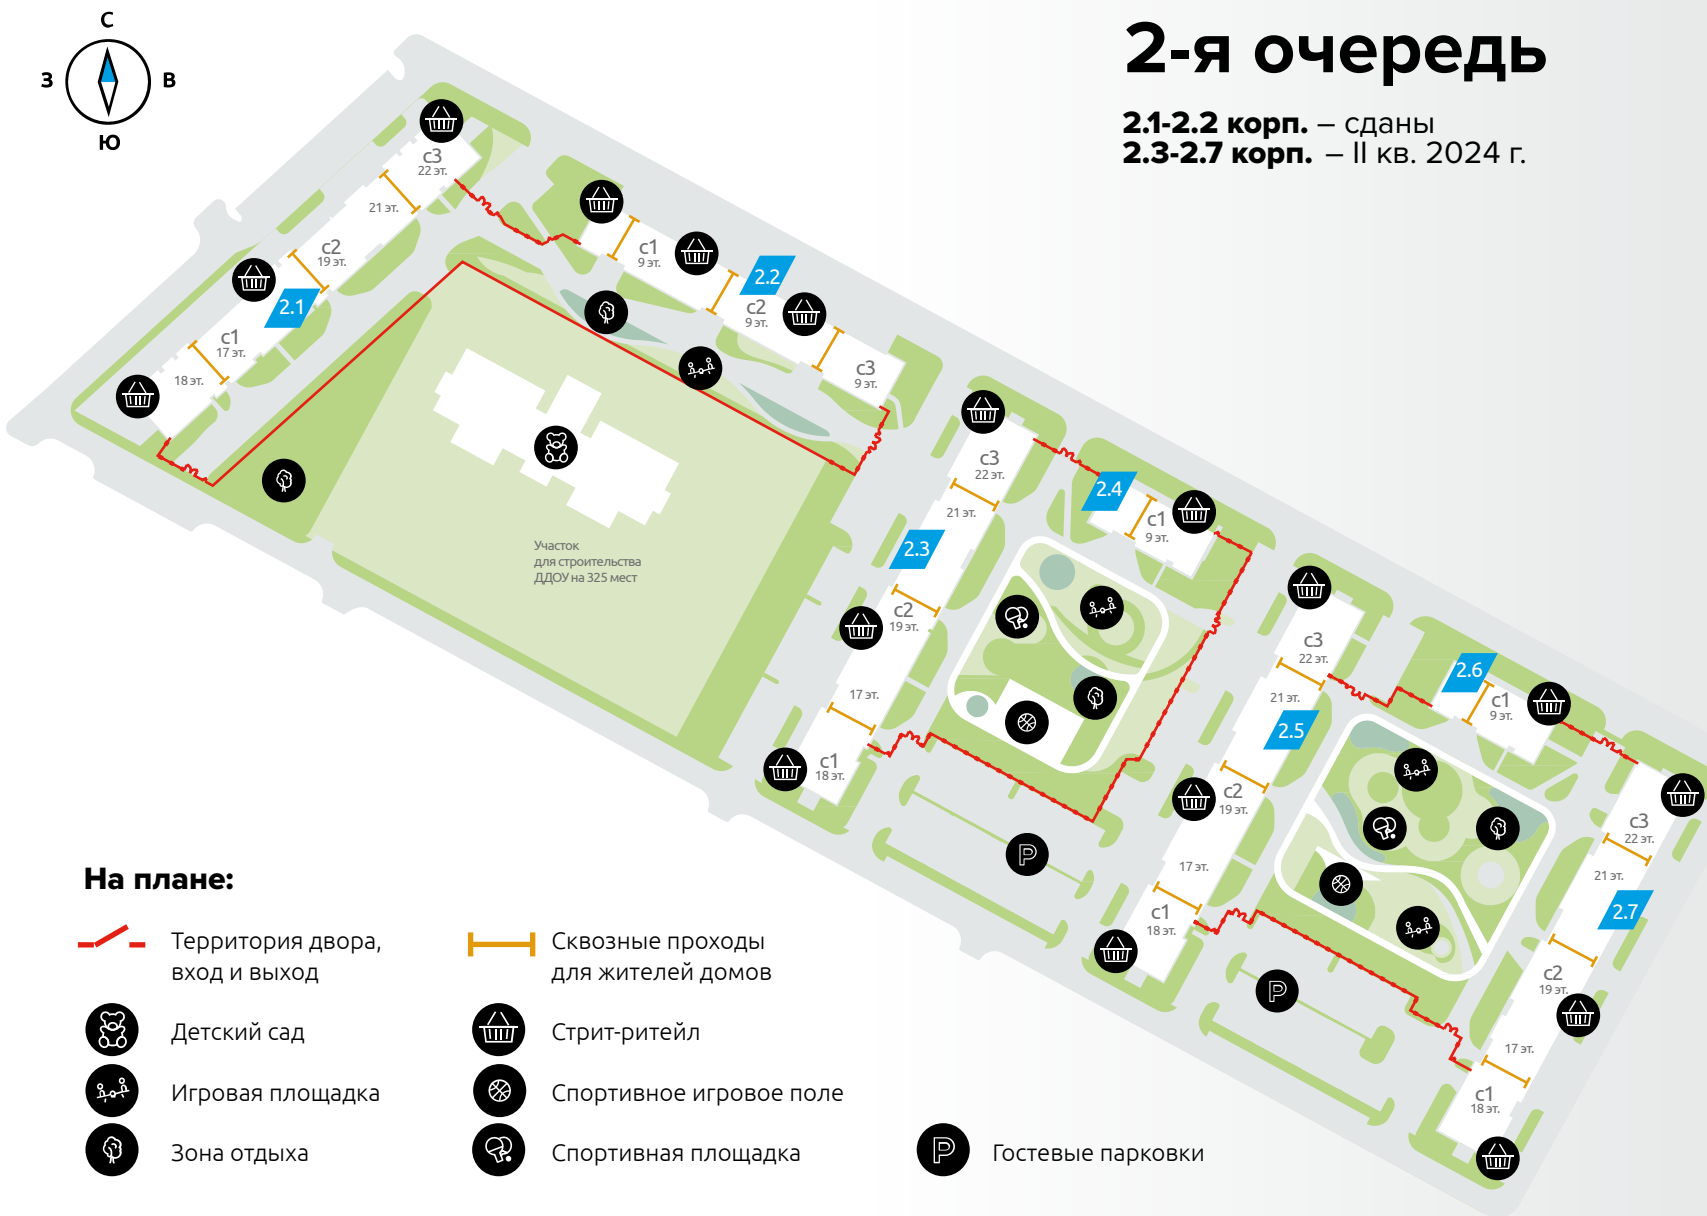 С
З
В
Ю
2-я очередь
2.1-2.2 корп. – сданы
2.3-2.7 корп. – II кв. 2024 г.
с3
22 эт.
21 эт.
с2
19 эт.
2.1
с1
17 эт.
18 эт.
с1
9 эт.
2.2
с2
9 эт.
с3
9 эт.
Участок
для строительства
ДДОУ на 325 мест
с3
22 эт.
21 эт.
2.3
с2
19 эт.
17 эт.
с1
18 эт.
2.4
с1
9 эт.
с3
22 эт.
21 эт.
2.5
с2
19 эт.
17 эт.
с1
18 эт.
2.6
с1
9 эт.
с3
22 эт.
21 эт.
2.7
с2
19 эт.
17 эт.
с1
18 эт.
P
P
На плане:
Территория двора,
вход и выход
Сквозные проходы
для жителей домов
Детский сад
Стрит-ритейл
Игровая площадка
Спортивное игровое поле
Зона отдыха
Спортивная площадка
P
Гостевые парковки